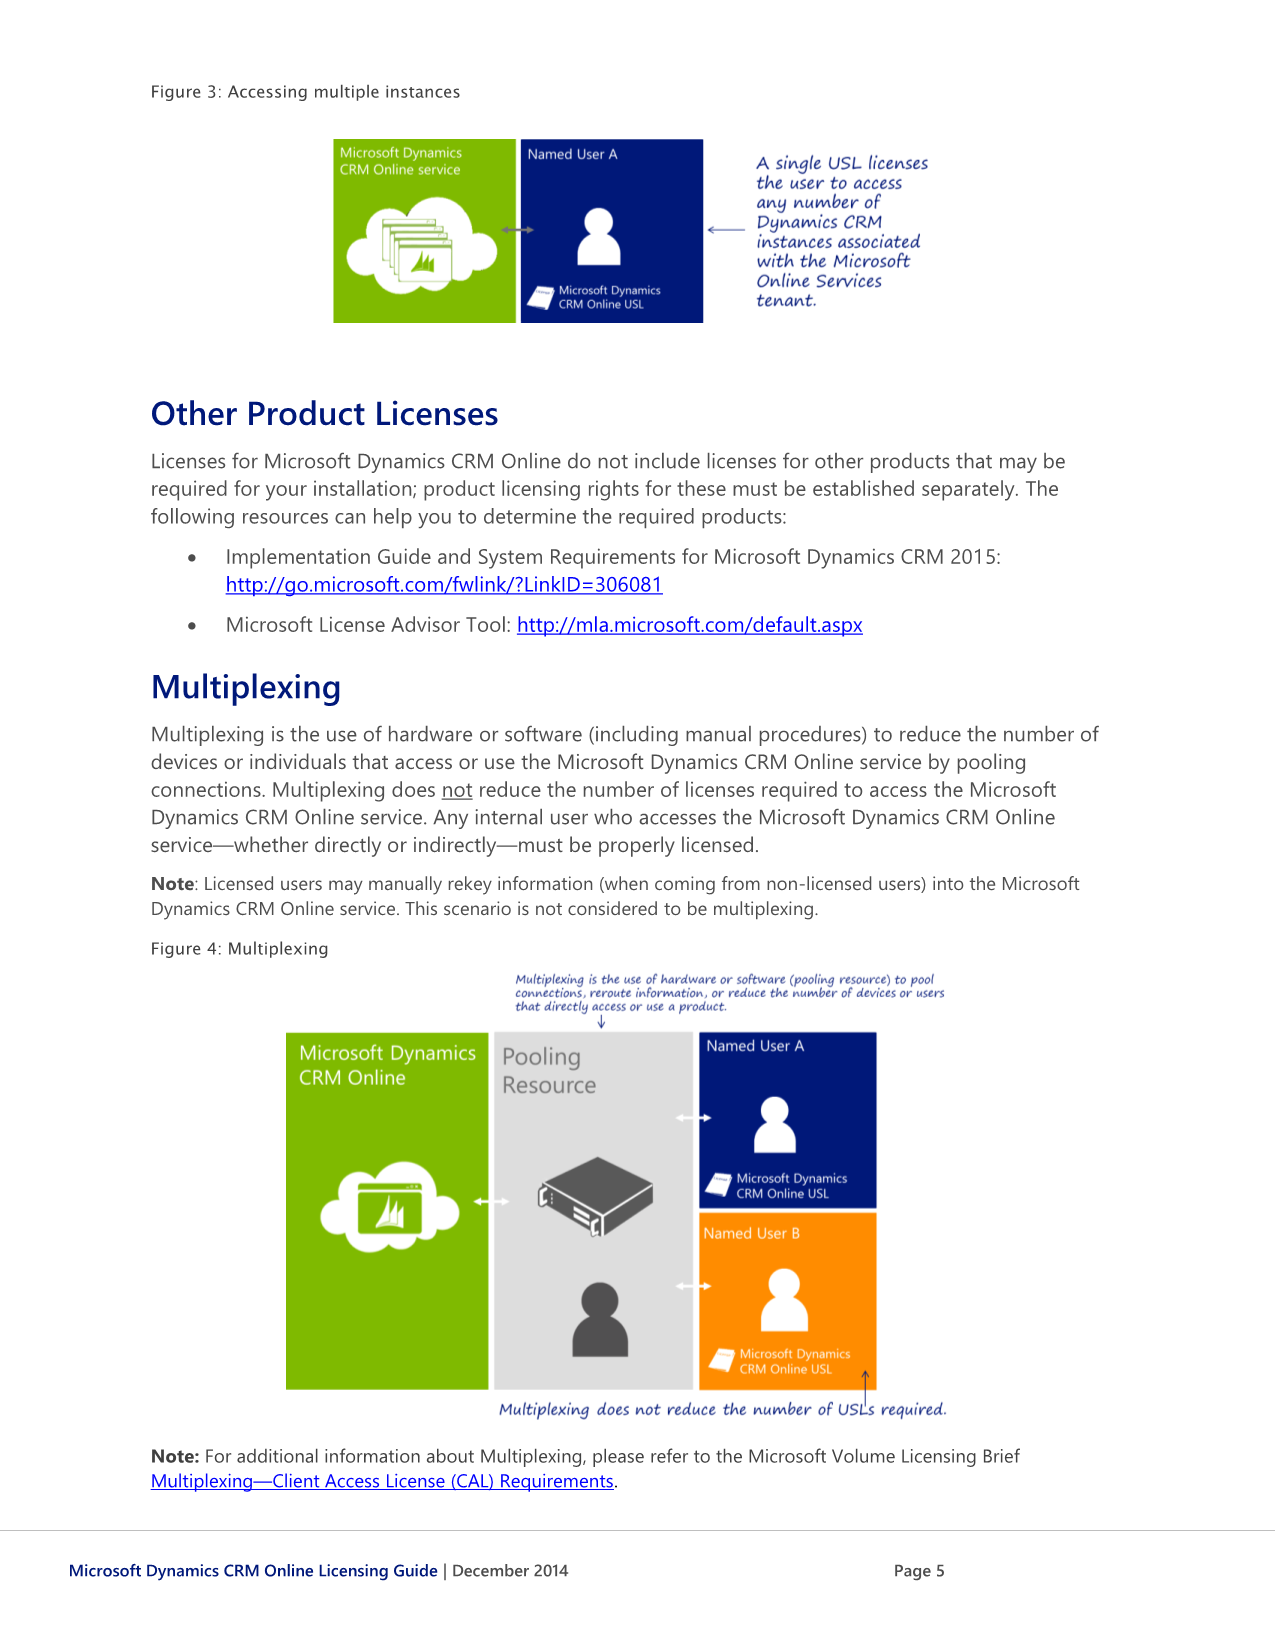 Figure 3: Accessing multiple instances
Microsoft Dynamics
CRM Online service
Named User A
Microsoft Dynamics
CRM Online USL
A single USL licenses
the user to access
any number of
Dynamics CRM
instances associated
with the Microsoft
Online Services
tenant.
Other Product Licenses
Licenses for Microsoft Dynamics CRM Online do not include licenses for other products that may be
required for your installation; product licensing rights for these must be established separately. The
following resources can help you to determine the required products:
• Implementation Guide and System Requirements for Microsoft Dynamics CRM 2015:
http://go.microsoft.com/fwlink/?LinkID=306081
• Microsoft License Advisor Tool: http://mla.microsoft.com/default.aspx
Multiplexing
Multiplexing is the use of hardware or software (including manual procedures) to reduce the number of
devices or individuals that access or use the Microsoft Dynamics CRM Online service by pooling
connections. Multiplexing does not reduce the number of licenses required to access the Microsoft
Dynamics CRM Online service. Any internal user who accesses the Microsoft Dynamics CRM Online
service—whether directly or indirectly—must be properly licensed.
Note: Licensed users may manually rekey information (when coming from non-licensed users) into the Microsoft
Dynamics CRM Online service. This scenario is not considered to be multiplexing.
Figure 4: Multiplexing
Multiplexing is the use of hardware or software (pooling resource) to pool
connections, reroute information, or reduce the number of devices or users
that directly access or use a product.
Microsoft Dynamics
CRM Online
Pooling
Resource
Named User A
Microsoft Dynamics
CRM Online USL
Named User B
Microsoft Dynamics
CRM Online USL
Multiplexing does not reduce the number of USLs required.
Note: For additional information about Multiplexing, please refer to the Microsoft Volume Licensing Brief
Multiplexing—Client Access License (CAL) Requirements.
Microsoft Dynamics CRM Online Licensing Guide | December 2014 Page 5